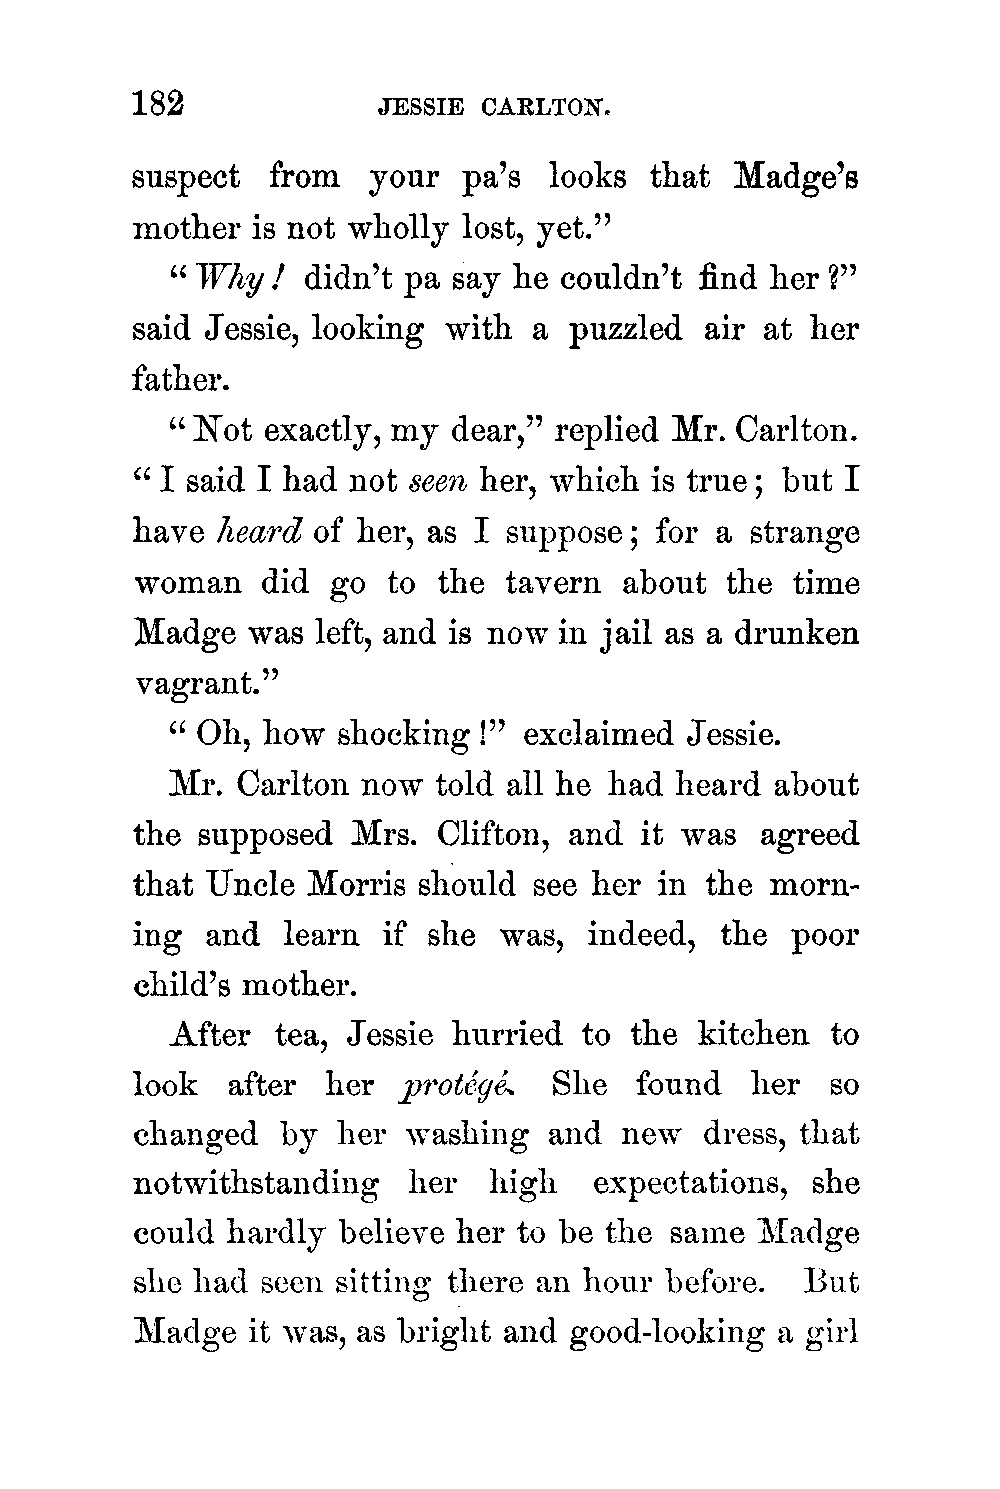 182 JESSIE CARLTON.
suspect from your pa’s looks that Madge’s
mother is not wholly lost, yet.”
“ Why ! didn’t pa say he couldn’t find her ?”
said Jessie, looking with a puzzled air at her
father.
“ Not exactly, my dear,” replied Mr. Carlton.
“ I said I had not seen her, which is true ; but I
have heard of her, as I suppose ; for a strange
woman did go to the tavern about the time
Madge was left, and is now in jail as a drunken
vagrant.”
“ Oh, how shocking !” exclaimed Jessie.
Mr. Carlton now told all he had heard about
the supposed Mrs. Clifton, and it was agreed
that Uncle Morris should see her in the morn-
ing and learn if she was, indeed, the poor
child’s mother.
After tea, Jessie hurried to the kitchen to
look after her protégé. She found her so
changed by her washing and new dress, that
notwithstanding her high expectations, she
could hardly believe her to be the same Madge
she had seen sitting there an hour before. But
Madge it was, as bright and good-looking a girl